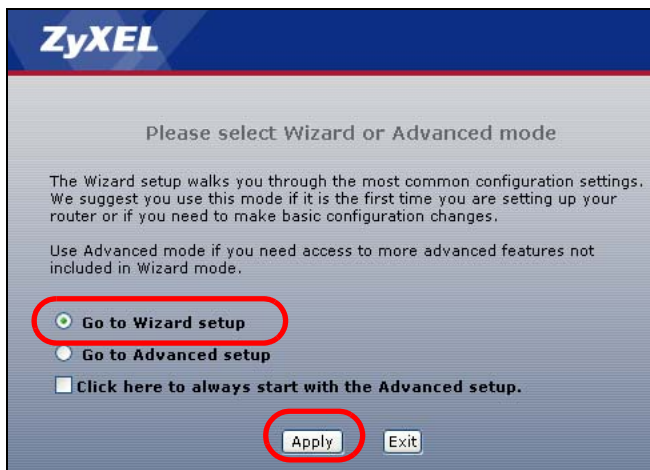 ZyXEL
Please select Wizard or Advanced mode
The Wizard setup walks you through the most common configuration settings.
We suggest you use this mode if it is the first time you are setting up your
router or if you need to make basic configuration changes.
Use Advanced mode if you need access to more advanced features not
included in Wizard mode.
Go to Wizard setup
Go to Advanced setup
Click here to always start with the Advanced setup.
Apply Exit